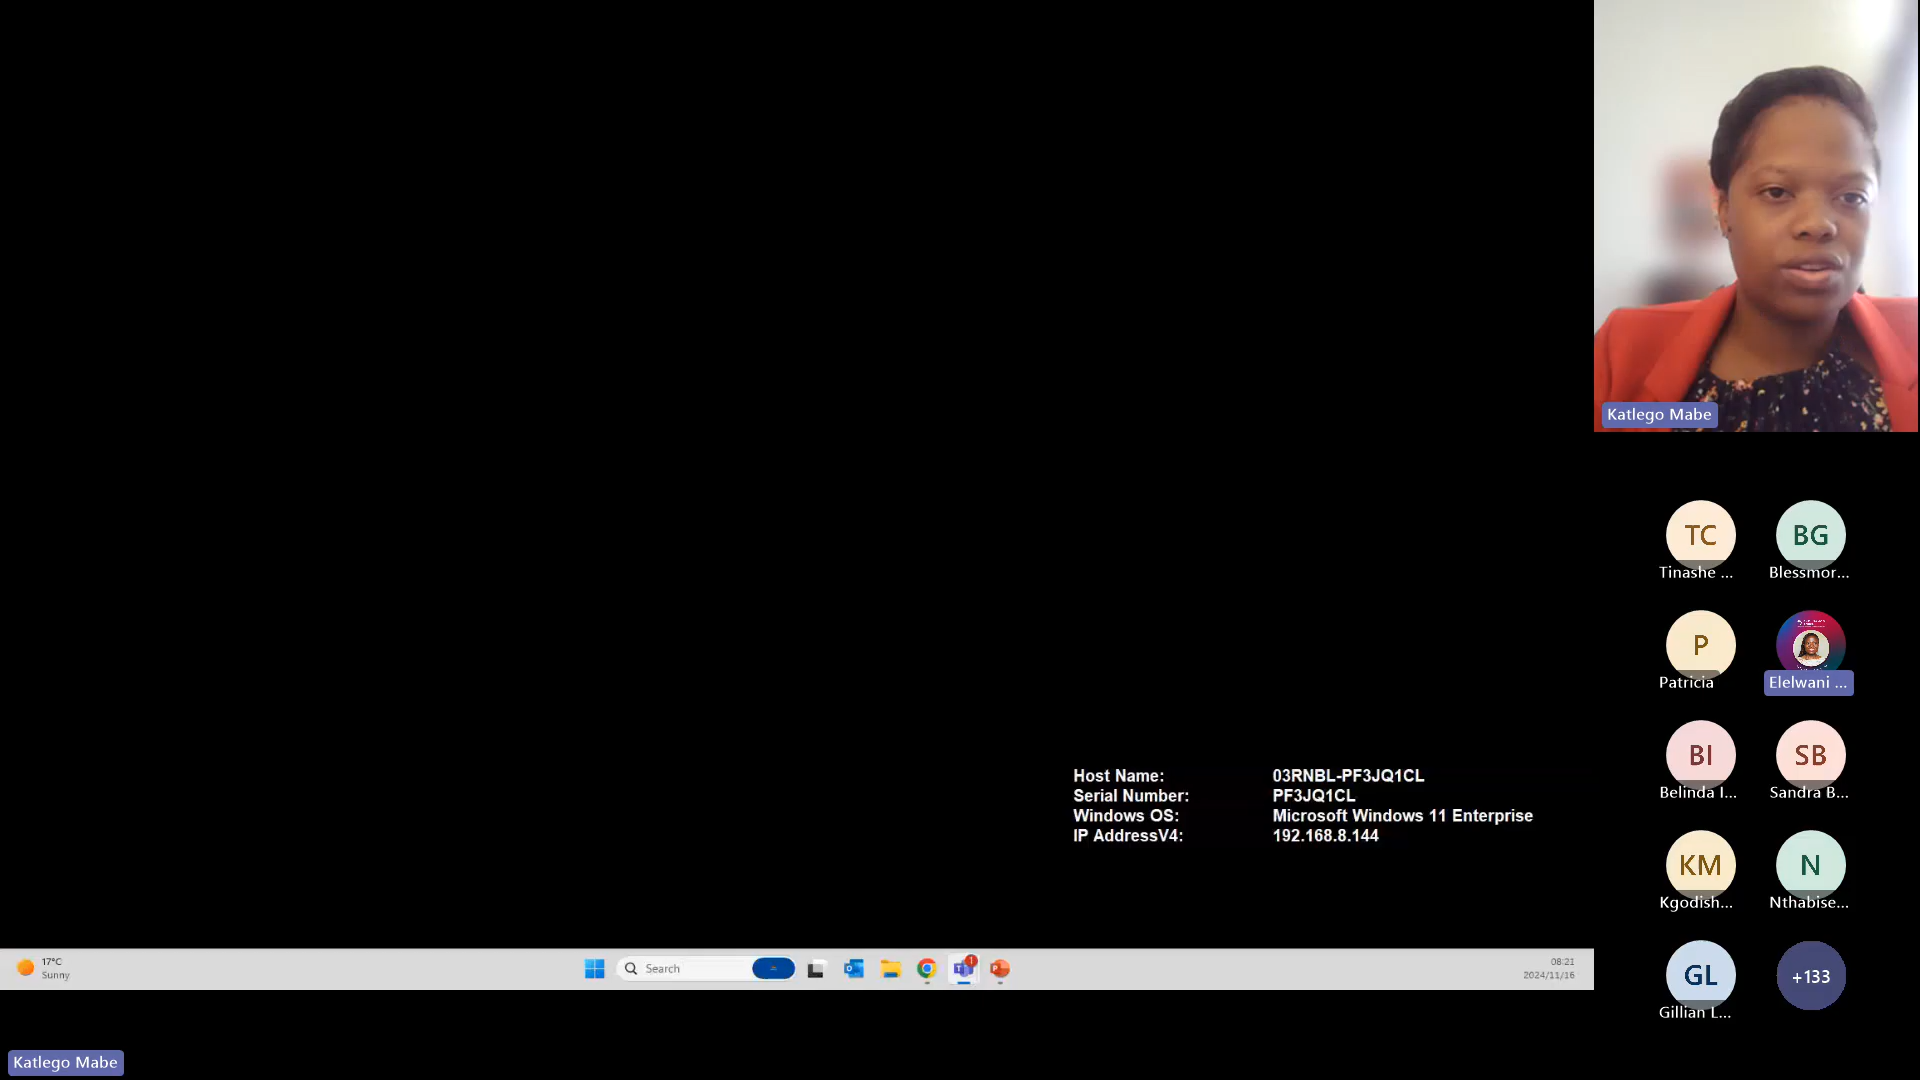 Katlego Mabe
TC
BG
Tinashe ...
Blessmor...
P
Patricia
Elelwani ...
BI
SB
Belinda I...
Sandra B...
KM
N
Kgodish...
Nthabise...
GL
+133
Gillian L...
Host Name: 03RNBL-PF3JQ1CL
Serial Number: PF3JQ1CL
Windows OS: Microsoft Windows 11 Enterprise
IP AddressV4: 192.168.8.144
17°C
Sunny
Search
1
08:21
2024/11/16
Katlego Mabe